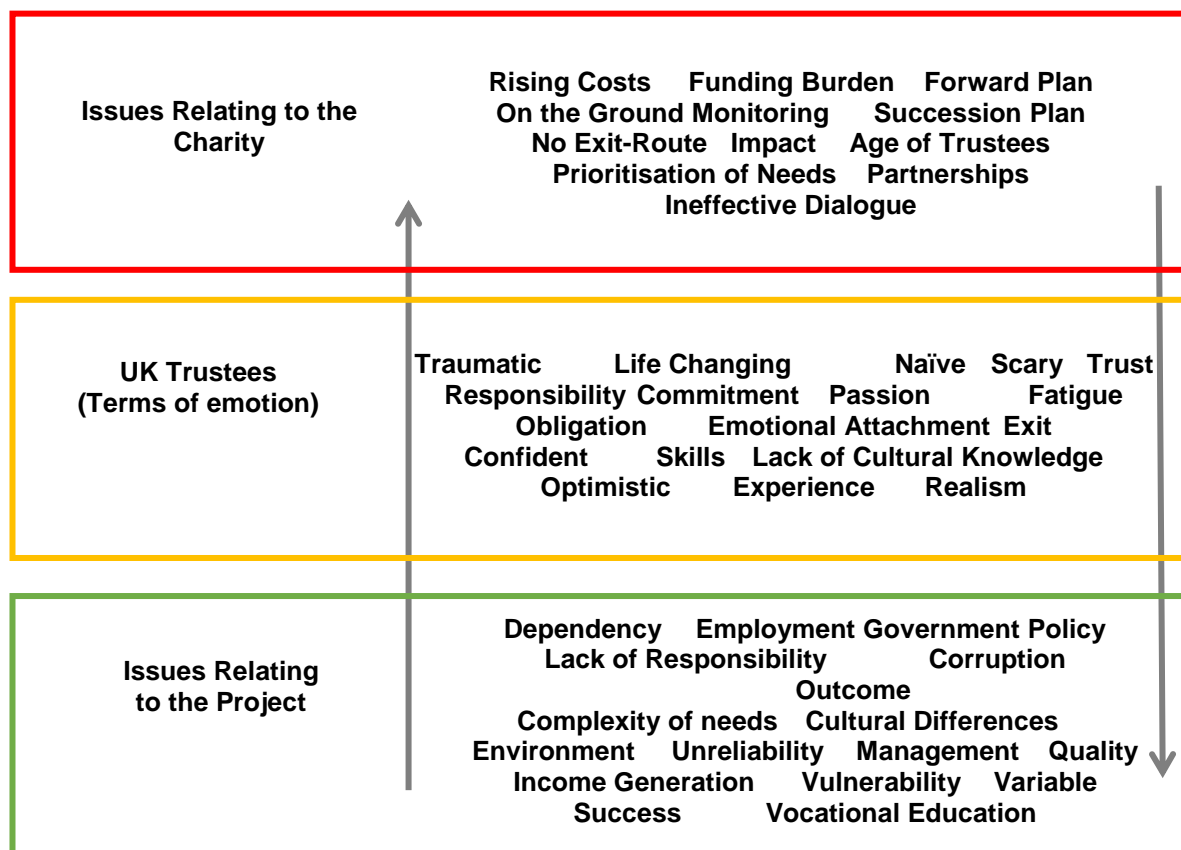 Issues Relating to the
Charity
Rising Costs Funding Burden Forward Plan
On the Ground Monitoring Succession Plan
No Exit-Route Impact Age of Trustees
Prioritisation of Needs Partnerships
Ineffective Dialogue
UK Trustees
(Terms of emotion)
Traumatic Life Changing Naïve Scary Trust
Responsibility Commitment Passion Fatigue
Obligation Emotional Attachment Exit
Confident Skills Lack of Cultural Knowledge
Optimistic Experience Realism
Issues Relating
to the Project
Dependency Employment Government Policy
Lack of Responsibility Corruption
Outcome
Complexity of needs Cultural Differences
Environment Unreliability Management Quality
Income Generation Vulnerability Variable
Success Vocational Education